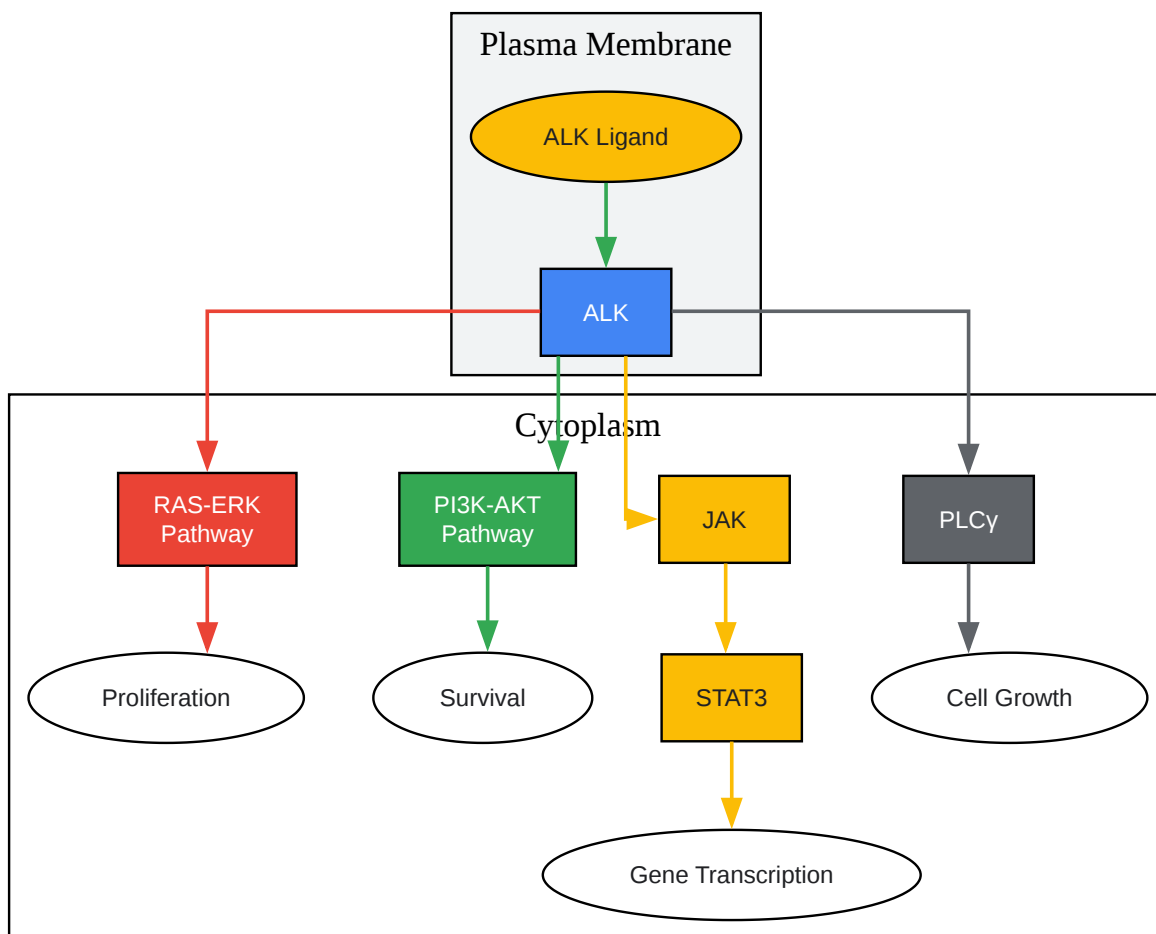 Plasma Membrane
ALK Ligand
ALK
Cytoplasm
RAS-ERK
Pathway
PI3K-AKT
Pathway
JAK
PLCγ
Proliferation
Survival
STAT3
Cell Growth
Gene Transcription